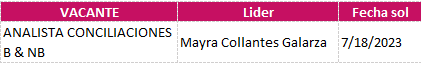 VACANTE Lider Fecha sol
ANALISTA CONCILIACIONES
B & NB Mayra Collantes Galarza 7/18/2023